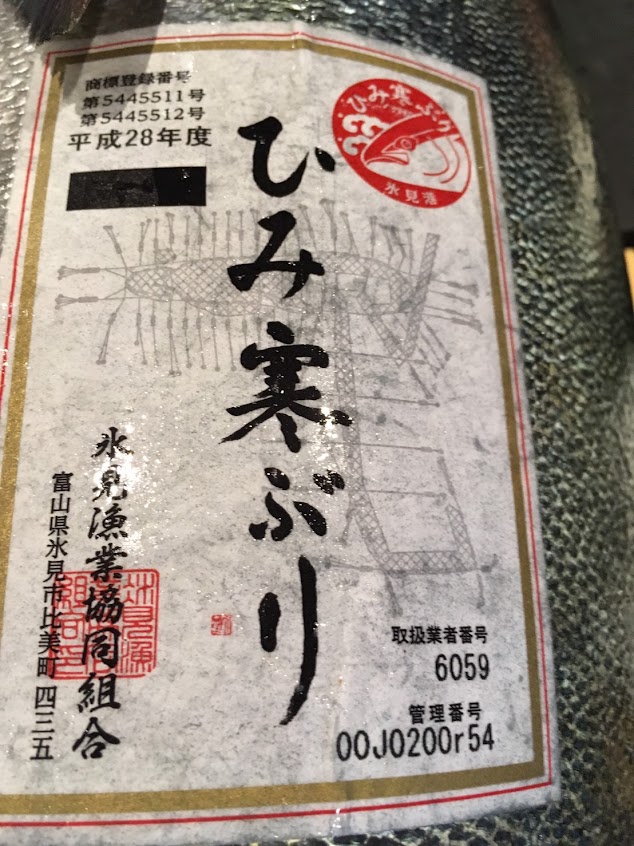 商標登録番号
第5445511号
第5445512号
平成28年度
ひみ寒ぶり
氷見港
ひみ寒ぶり
氷見漁業協同組合
富山県氷見市比美町四三五
取扱業者番号
6059
管理番号
00J0200r54